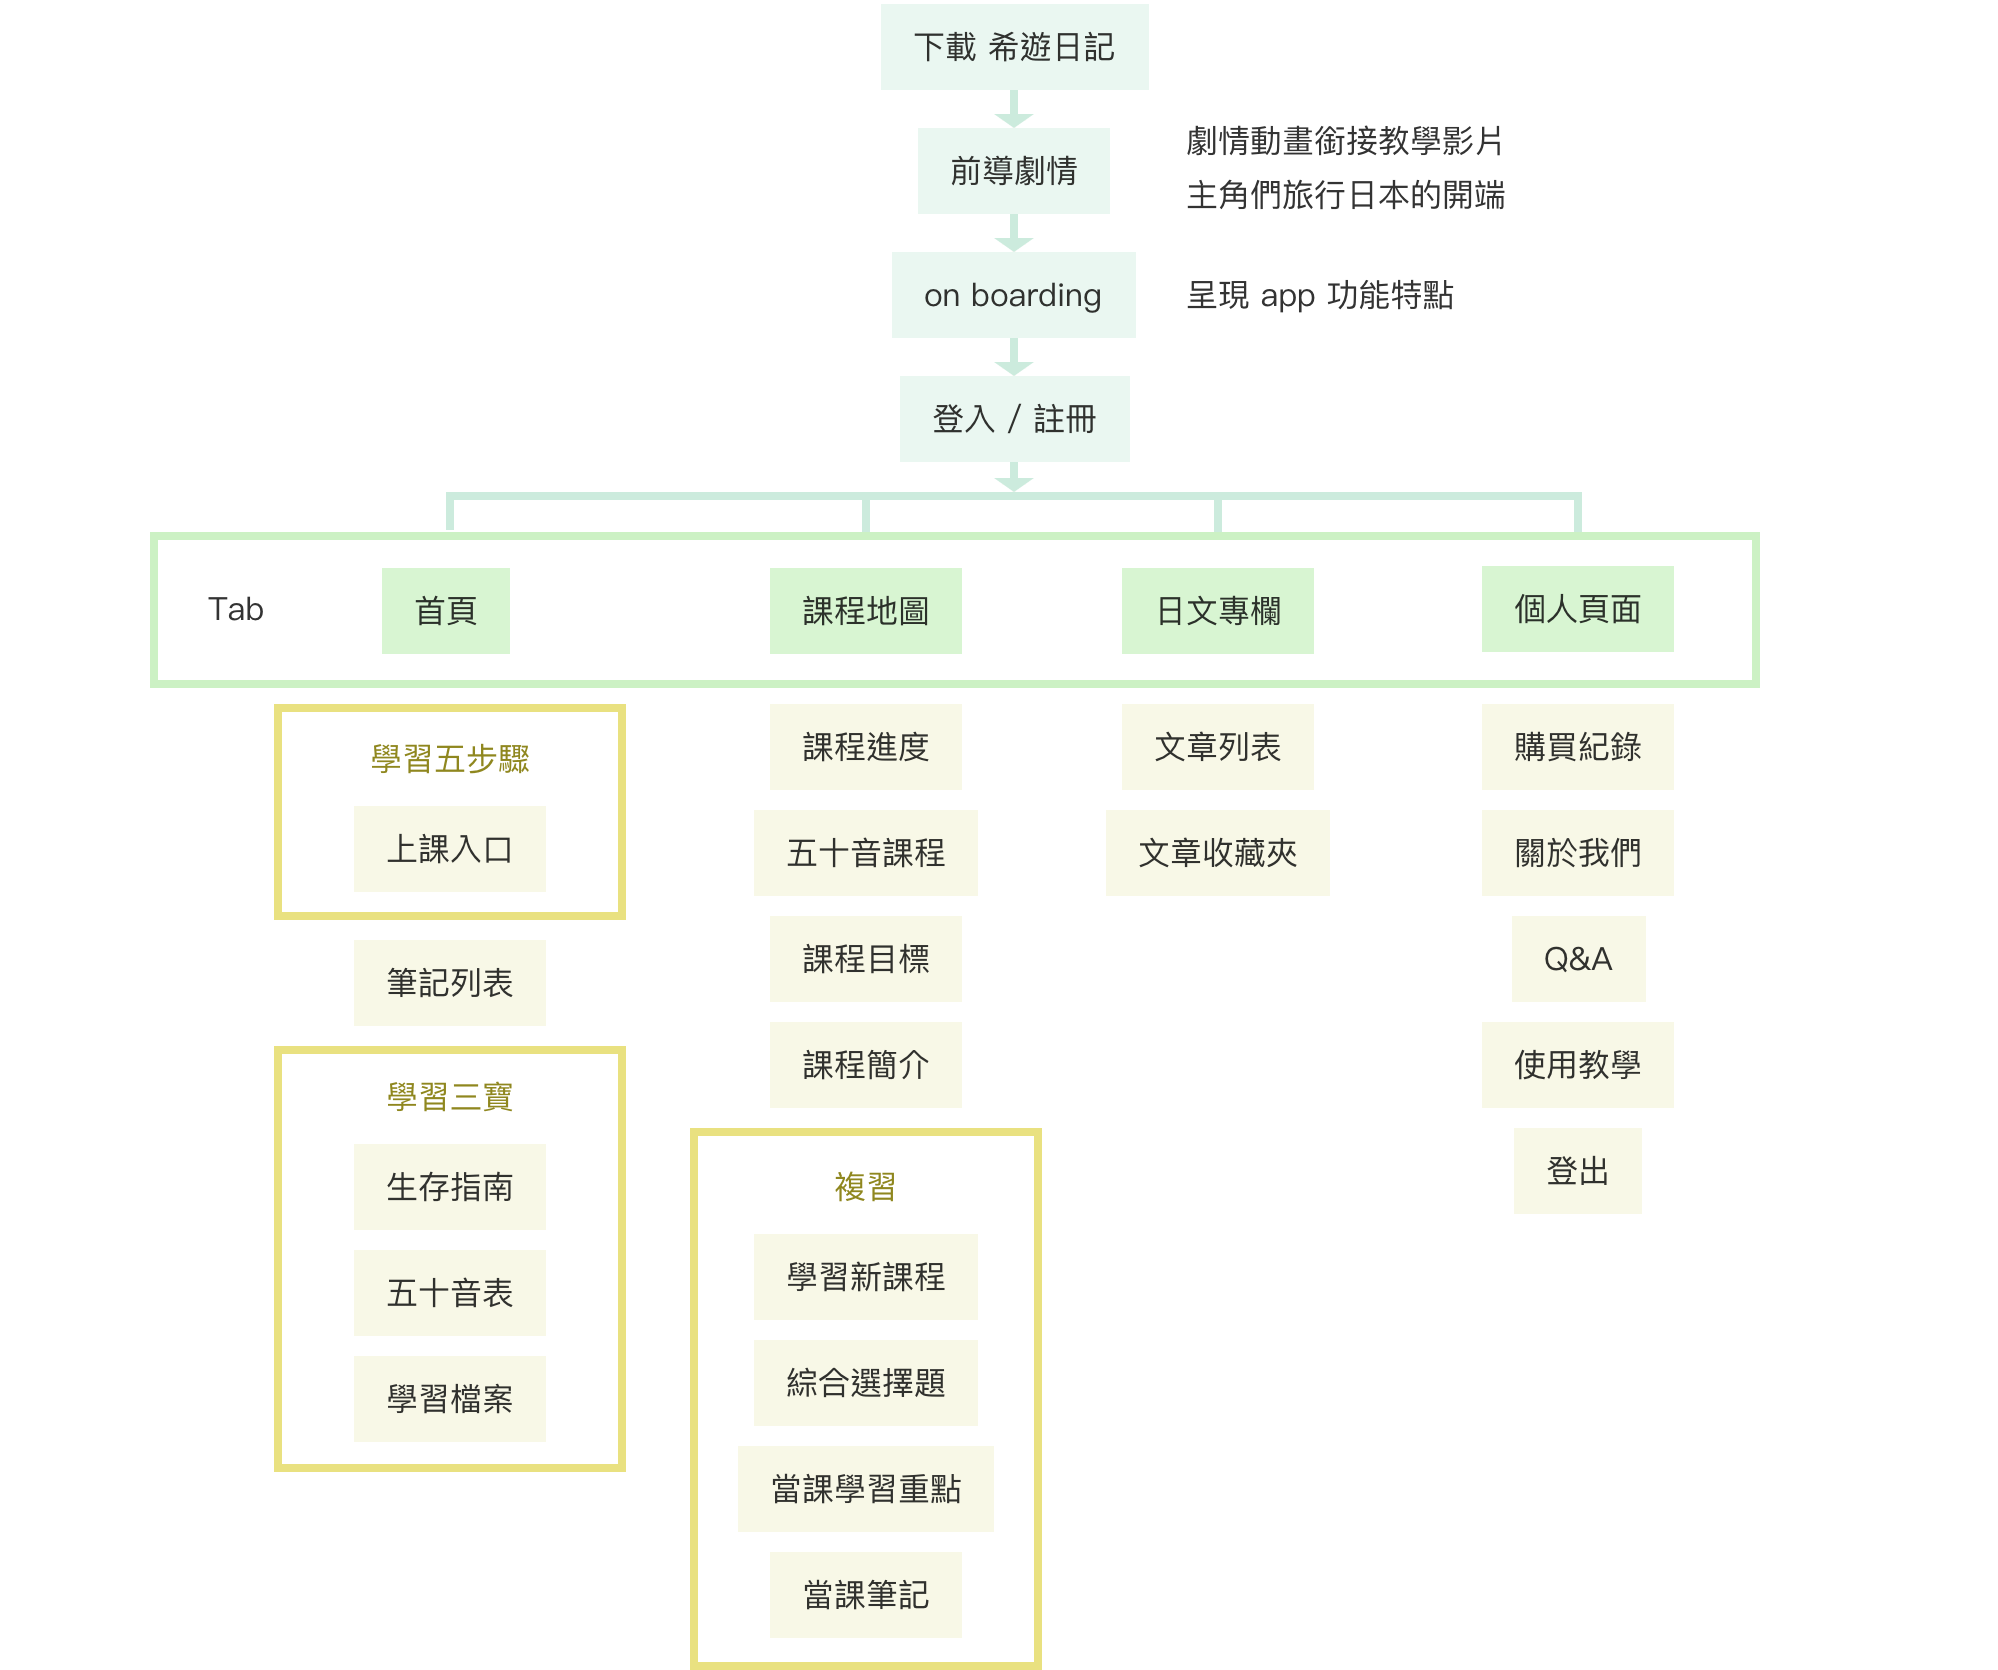 下載 希遊日記
前導劇情
劇情動畫銜接教學影片
主角們旅行日本的開端
on boarding
呈現 app 功能特點
登入 / 註冊
Tab
首頁
課程地圖
日文專欄
個人頁面
學習五步驟
上課入口
筆記列表
學習三寶
生存指南
五十音表
學習檔案
課程進度
五十音課程
課程目標
課程簡介
複習
學習新課程
綜合選擇題
當課學習重點
當課筆記
文章列表
文章收藏夾
購買紀錄
關於我們
Q&A
使用教學
登出